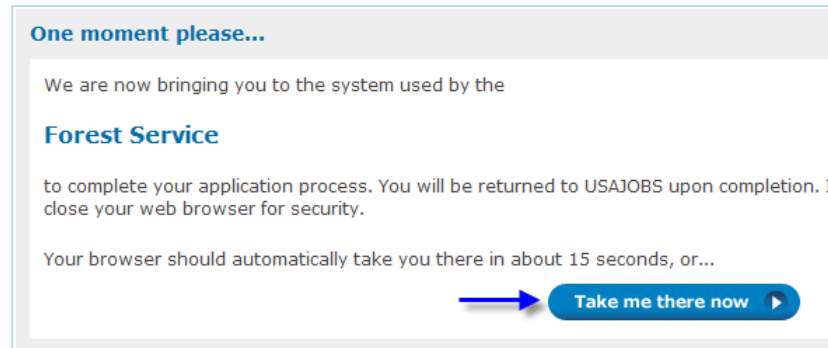 One moment please...
We are now bringing you to the system used by the
Forest Service
to complete your application process. You will be returned to USAJOBS upon completion.
close your web browser for security.
Your browser should automatically take you there in about 15 seconds, or...
Take me there now